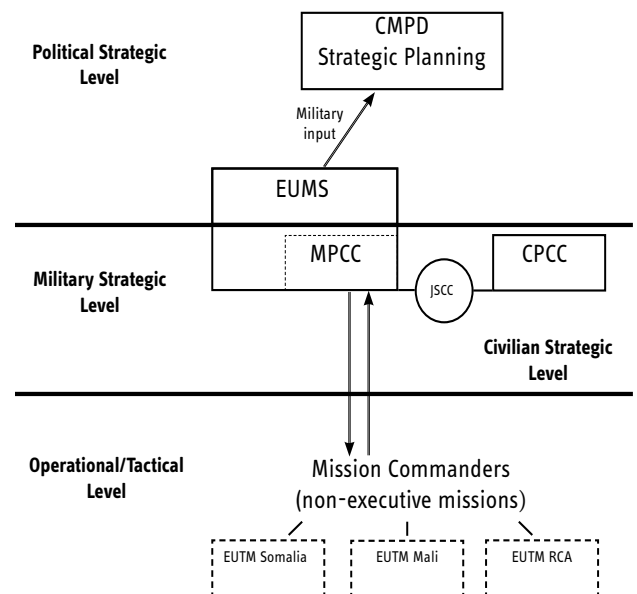 CMPD
Strategic Planning
Political Strategic
Level
Military
input
EUMS
MPCC
CPCC
Military Strategic
Level
JSCC
Civilian Strategic
Level
Operational/Tactical
Level
Mission Commanders
(non-executive missions)
EUTM Somalia
EUTM Mali
EUTM RCA